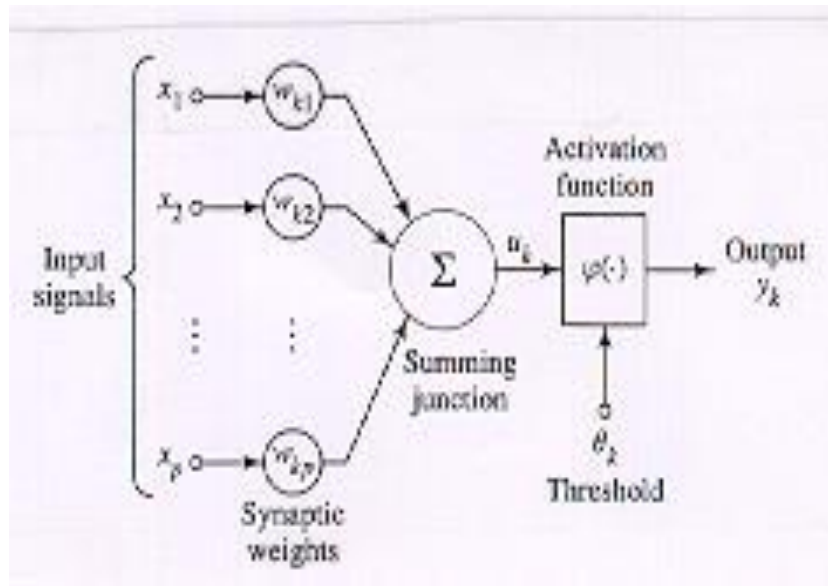 x1
wk1
x2
wk2
Input
signals
⋮
⋮
xp
wkp
Synaptic
weights
Σ
Summing
junction
uk
Activation
function
φ(·)
θk
Threshold
Output
yk